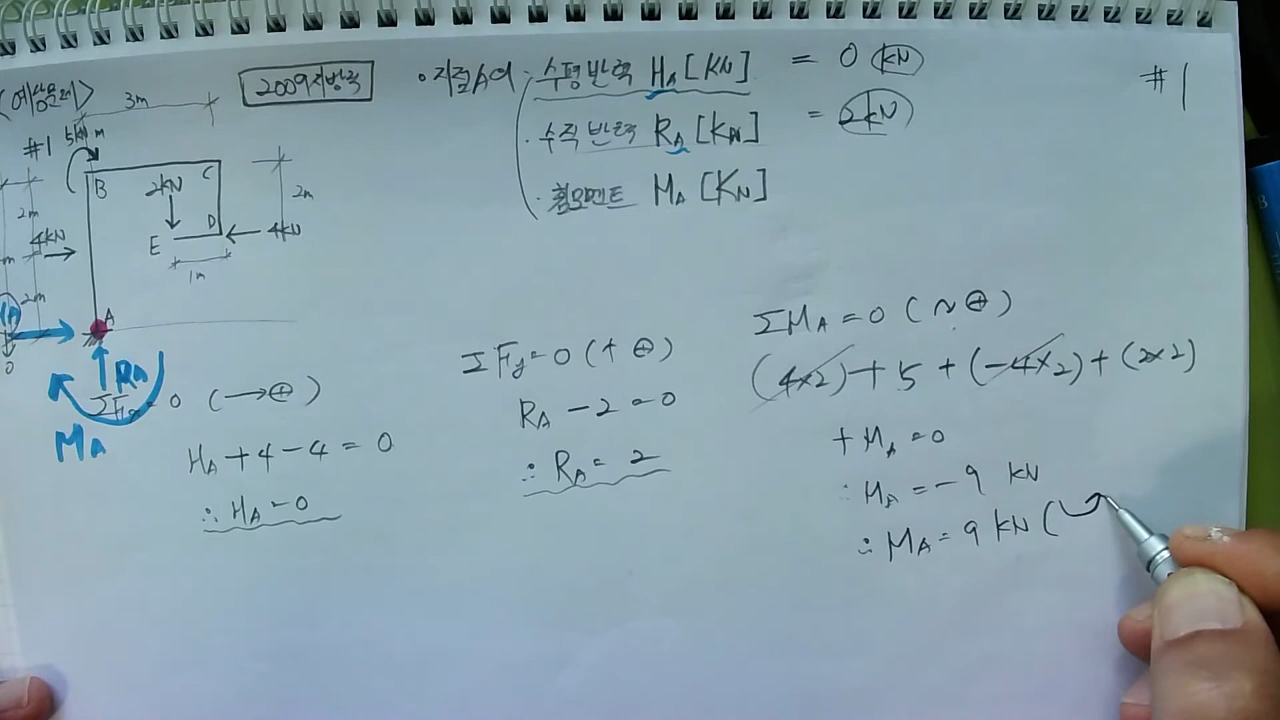 <예상문제>
2009지방직
・지점A의 ・수평반력 HA[KN] = 0 kN
#1
・수직반력 RA[KN] = 2kN
・휨모멘트 MA[KN]
3m
#1
B
2kN
C
2m
2m
4kN
E
D
4kN
1m
2m
A
RA
MA
= 0 (→⊕)
HA+4-4=0
∴HA=0
ΣFy=0(↑⊕)
RA-2=0
∴RA=2
ΣMA=0(~⊕)
(4×2)+5+(-4×2)+(2×2)
+MA=0
∴MA=-9 kN
∴MA=9 kN(